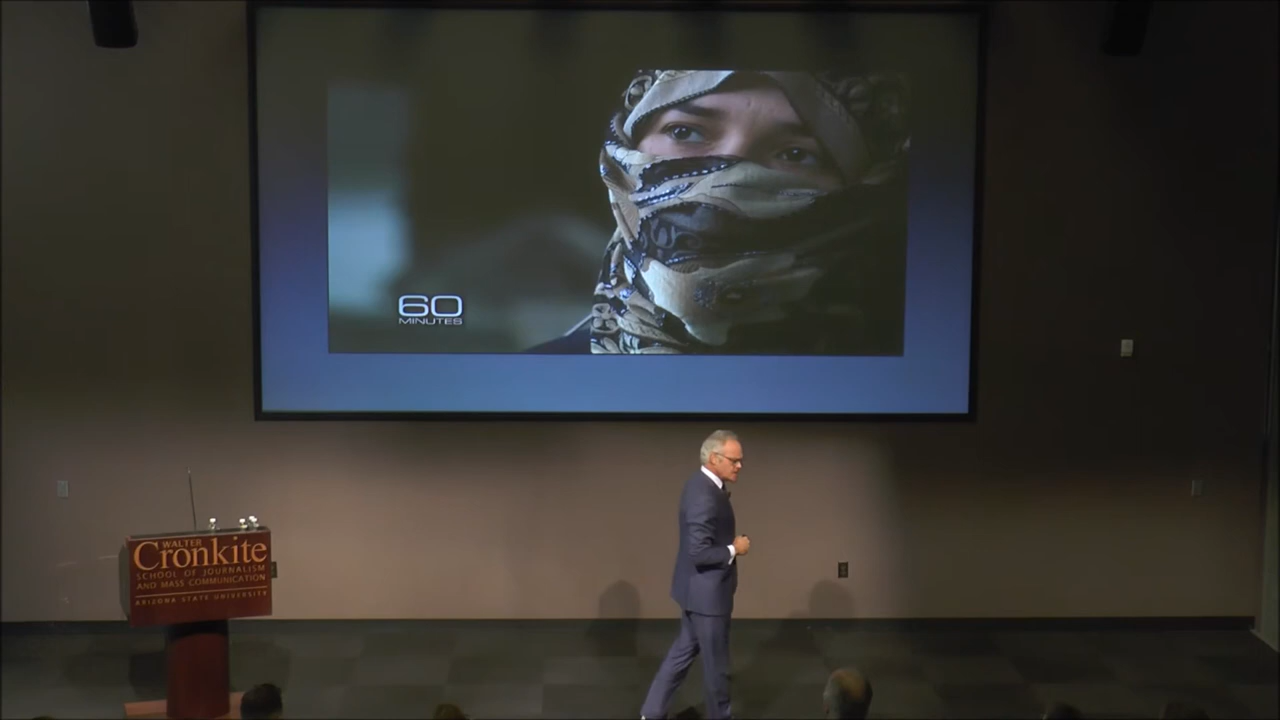 60
MINUTES
WALTER
Cronkite
SCHOOL OF JOURNALISM
AND MASS COMMUNICATION
ARIZONA STATE UNIVERSITY